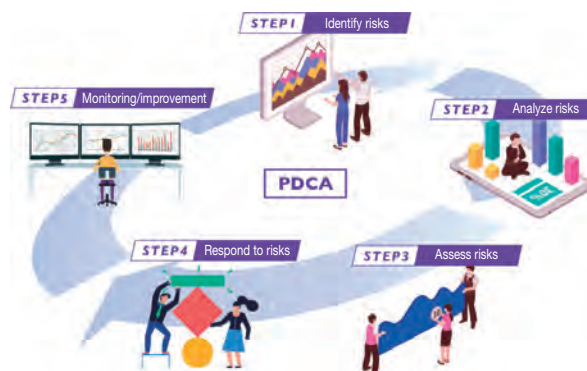 STEP1 Identify risks
STEP2 Analyze risks
STEP3 Assess risks
STEP4 Respond to risks
STEP5 Monitoring/improvement
PDCA